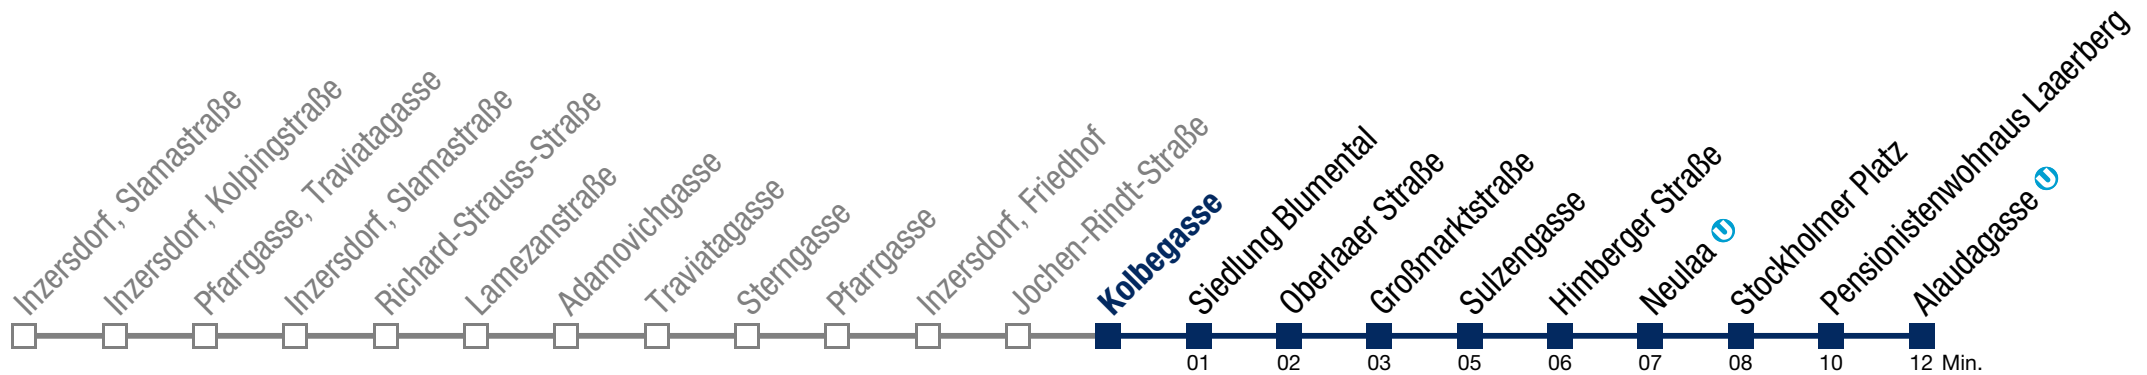 Inzersdorf, Slamastraße
Inzersdorf, Kolpingstraße
Pfarrgasse, Traviatagasse
Inzersdorf, Slamastraße
Richard-Strauss-Straße
Lamezanstraße
Adamovichgasse
Traviatagasse
Sterngasse
Pfarrgasse
Inzersdorf, Friedhof
Jochen-Rindt-Straße
Kolbegasse
Siedlung Blumental
Oberlaaer Straße
Großmarktstraße
Sulzengasse
Himberger Straße
Neulaa U
Stockholmer Platz
Pensionistenwohnhaus Laaerberg
Alaudagasse U
01 02 03 05 06 07 08 10 12 Min.